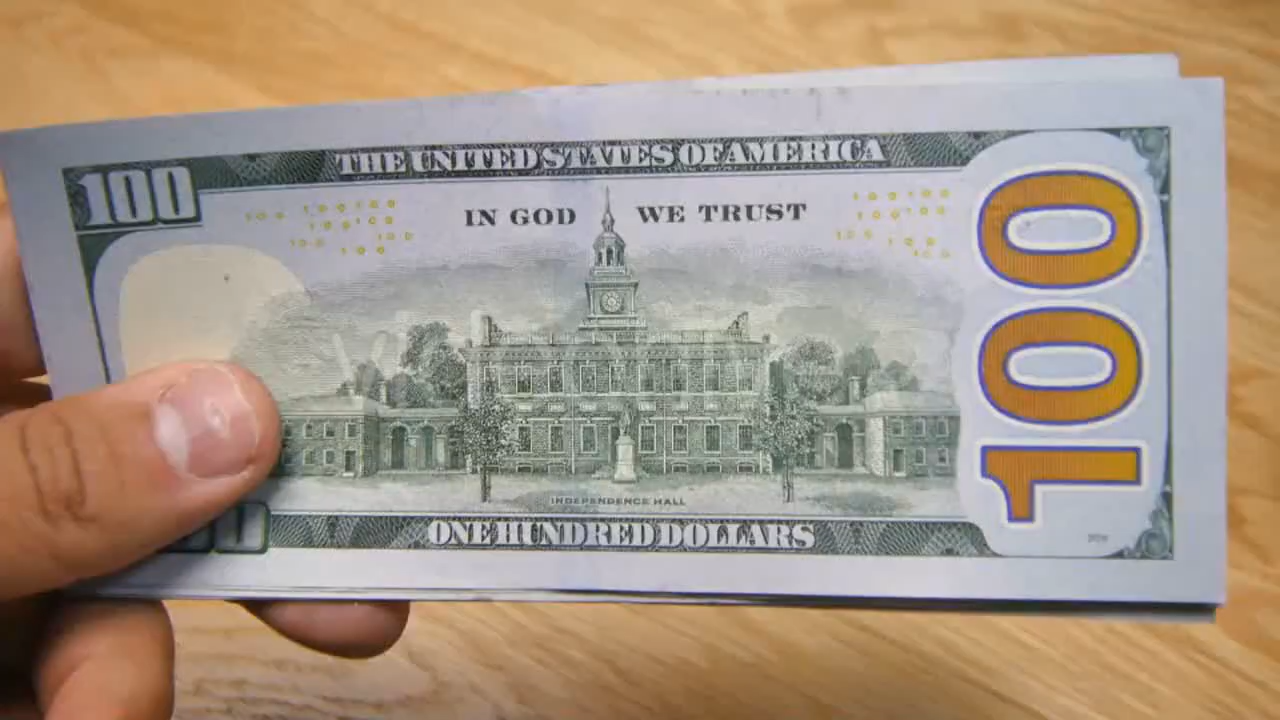 THE UNITED STATES OF AMERICA
100
IN GOD WE TRUST
100
INDEPENDENCE HALL
ONE HUNDRED DOLLARS